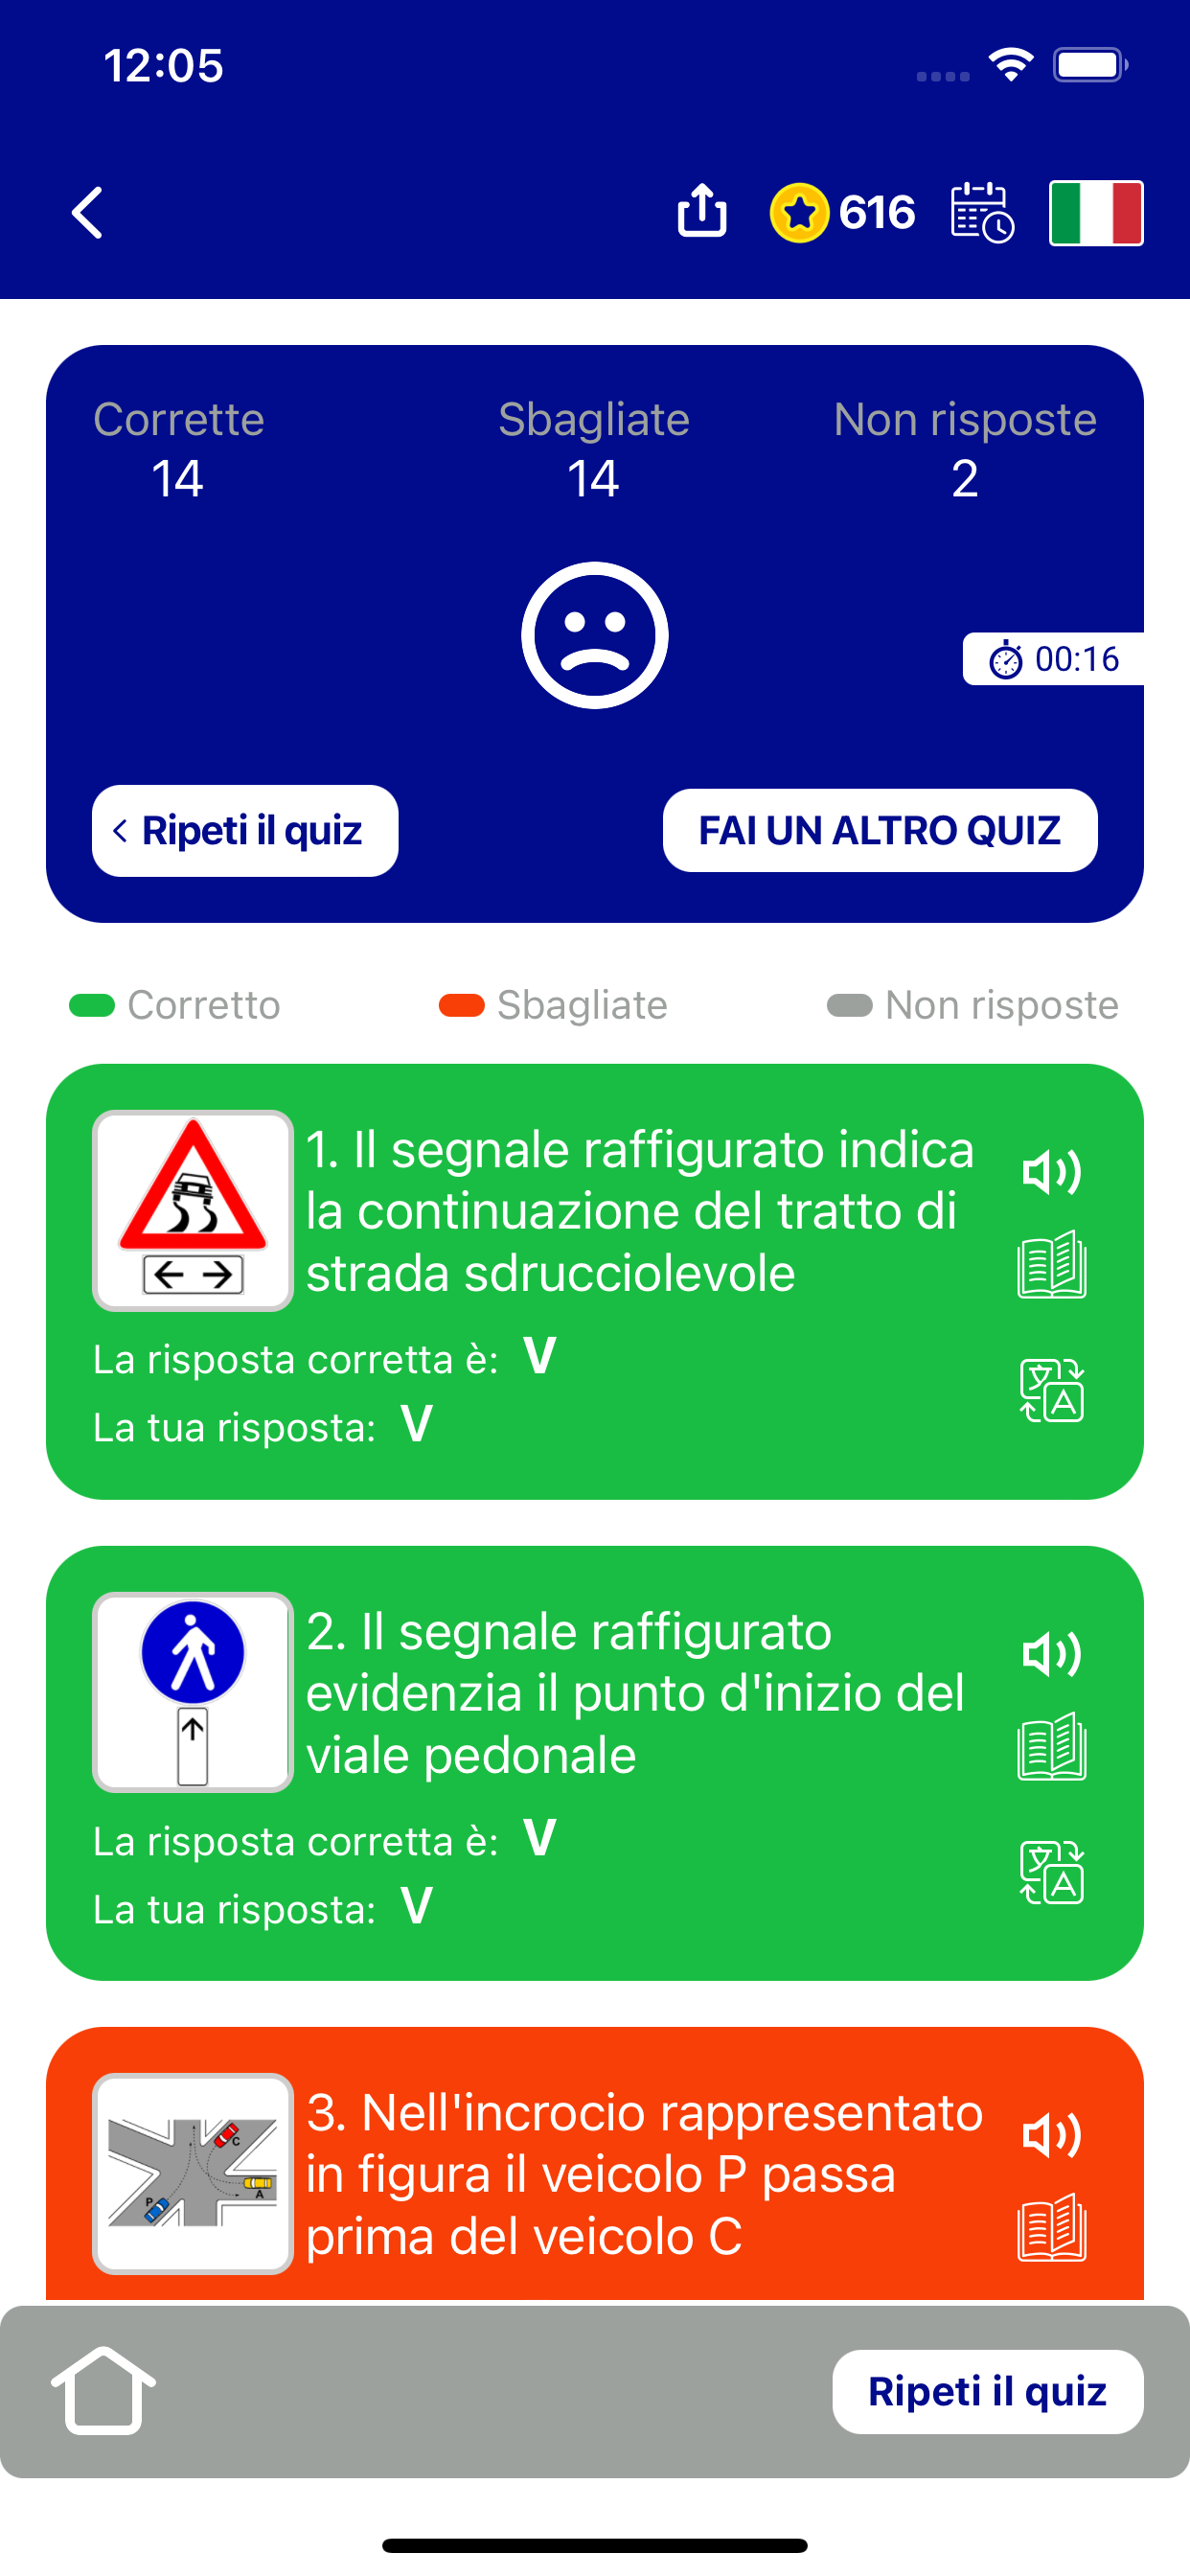 12:05
616
Corrette
Sbagliate
Non risposte
14
14
2
00:16
Ripeti il quiz
FAI UN ALTRO QUIZ
Corretto
Sbagliate
Non risposte
1. Il segnale raffigurato indica
la continuazione del tratto di
strada sdrucciolevole
La risposta corretta è: V
La tua risposta: V
2. Il segnale raffigurato
evidenzia il punto d'inizio del
viale pedonale
La risposta corretta è: V
La tua risposta: V
C
P
A
3. Nell'incrocio rappresentato
in figura il veicolo P passa
prima del veicolo C
Ripeti il quiz